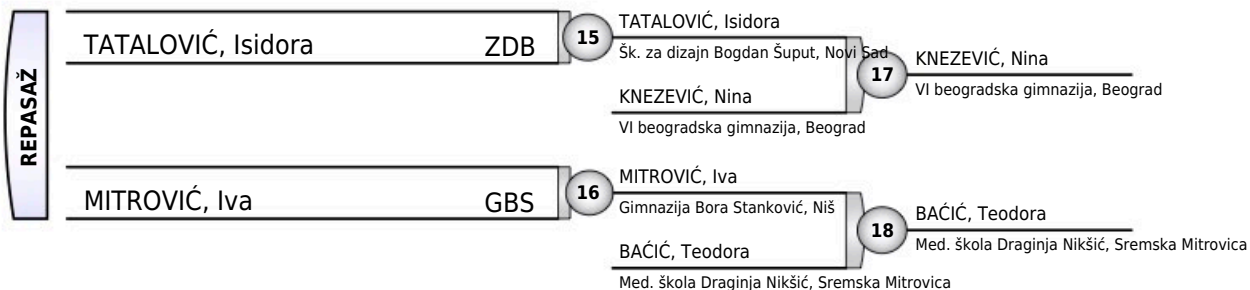 REPASAŽ
TATALOVIĆ, Isidora ZDB
15
TATALOVIĆ, Isidora
Šk. za dizajn Bogdan Šuput, Novi Sad
KNEZEVIĆ, Nina
VI beogradska gimnazija, Beograd
17
KNEZEVIĆ, Nina
VI beogradska gimnazija, Beograd
MITROVIĆ, Iva GBS
16
MITROVIĆ, Iva
Gimnazija Bora Stanković, Niš
BAĆIĆ, Teodora
Med. škola Draginja Nikšić, Sremska Mitrovica
18
BAĆIĆ, Teodora
Med. škola Draginja Nikšić, Sremska Mitrovica